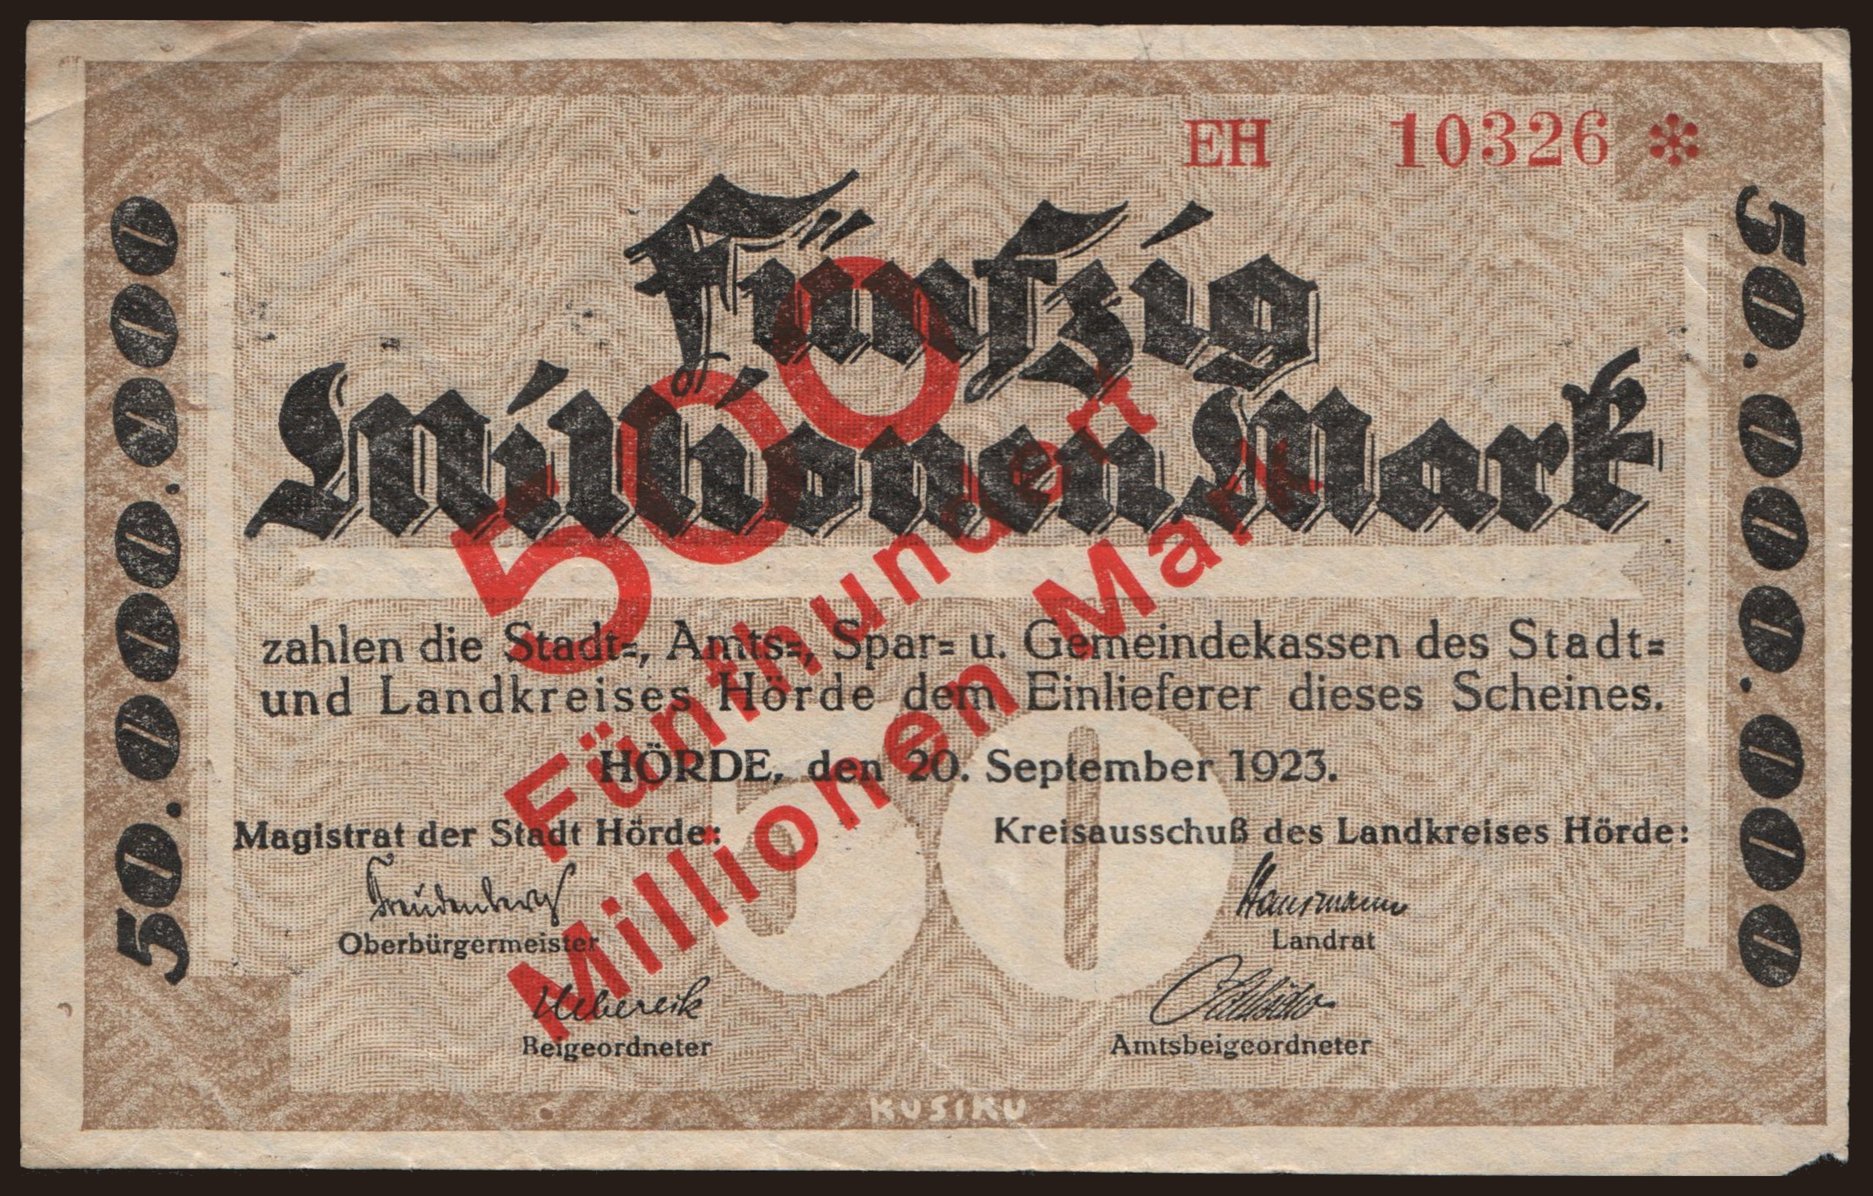 EH 10326 *
Fünfzig
Millionen Mark
500
Fünfhundert
Millionen Mark
50.000.000
50.000.000
zahlen die Stadt=, Amts=, Spar= u. Gemeindekassen des Stadt=
und Landkreises Hörde dem Einlieferer dieses Scheines.
HÖRDE, den 20. September 1923.
50
Magistrat der Stadt Hörde:
Kreisausschuß des Landkreises Hörde:
Freudenberg
Hansmann
Oberbürgermeister
Landrat
Beigeordneter
Amtsbeigeordneter
KUSIKU